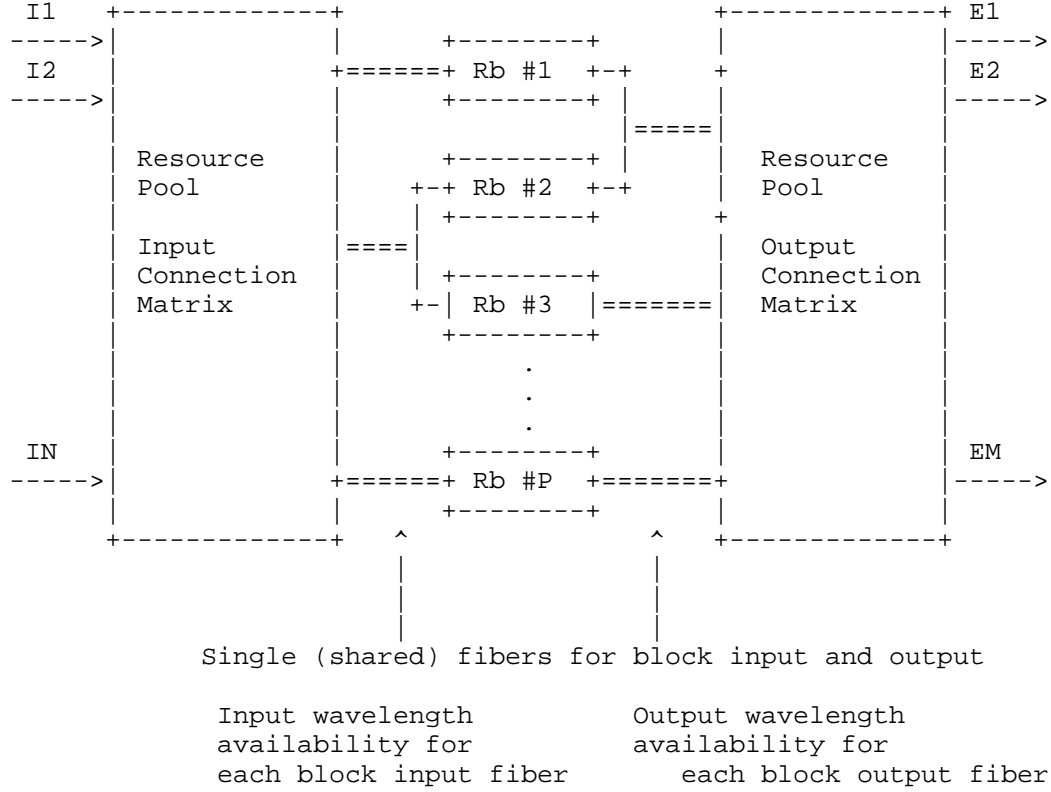 I1 E1
I2 Rb #1 E2
Resource Resource
Pool Rb #2 Pool
Input Output
Connection Connection
Matrix Rb #3 Matrix
IN EM
Rb #P
Single (shared) fibers for block input and output
Input wavelength Output wavelength
availability for availability for
each block input fiber each block output fiber